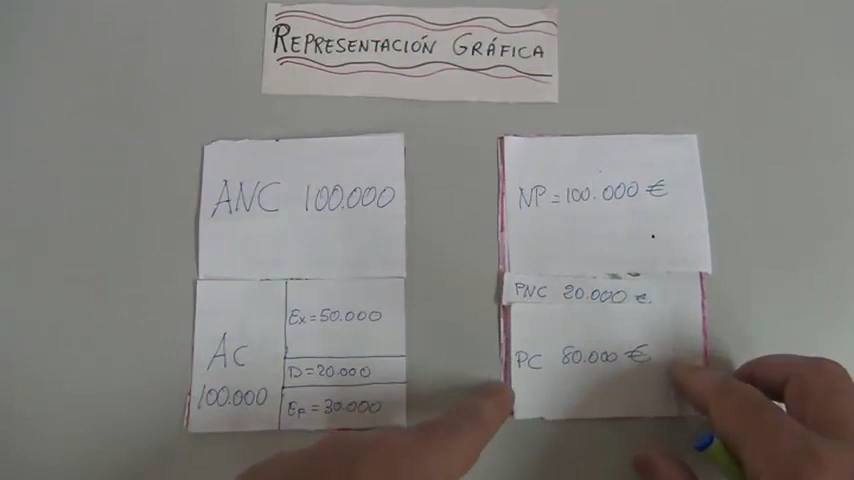 REPRESENTACIÓN GRÁFICA
ANC 100.000
AC
100.000
Ex=50.000
D=20.000
Ef=30.000
NP=100.000 €
PNC 20.000 €
PC 80.000 €